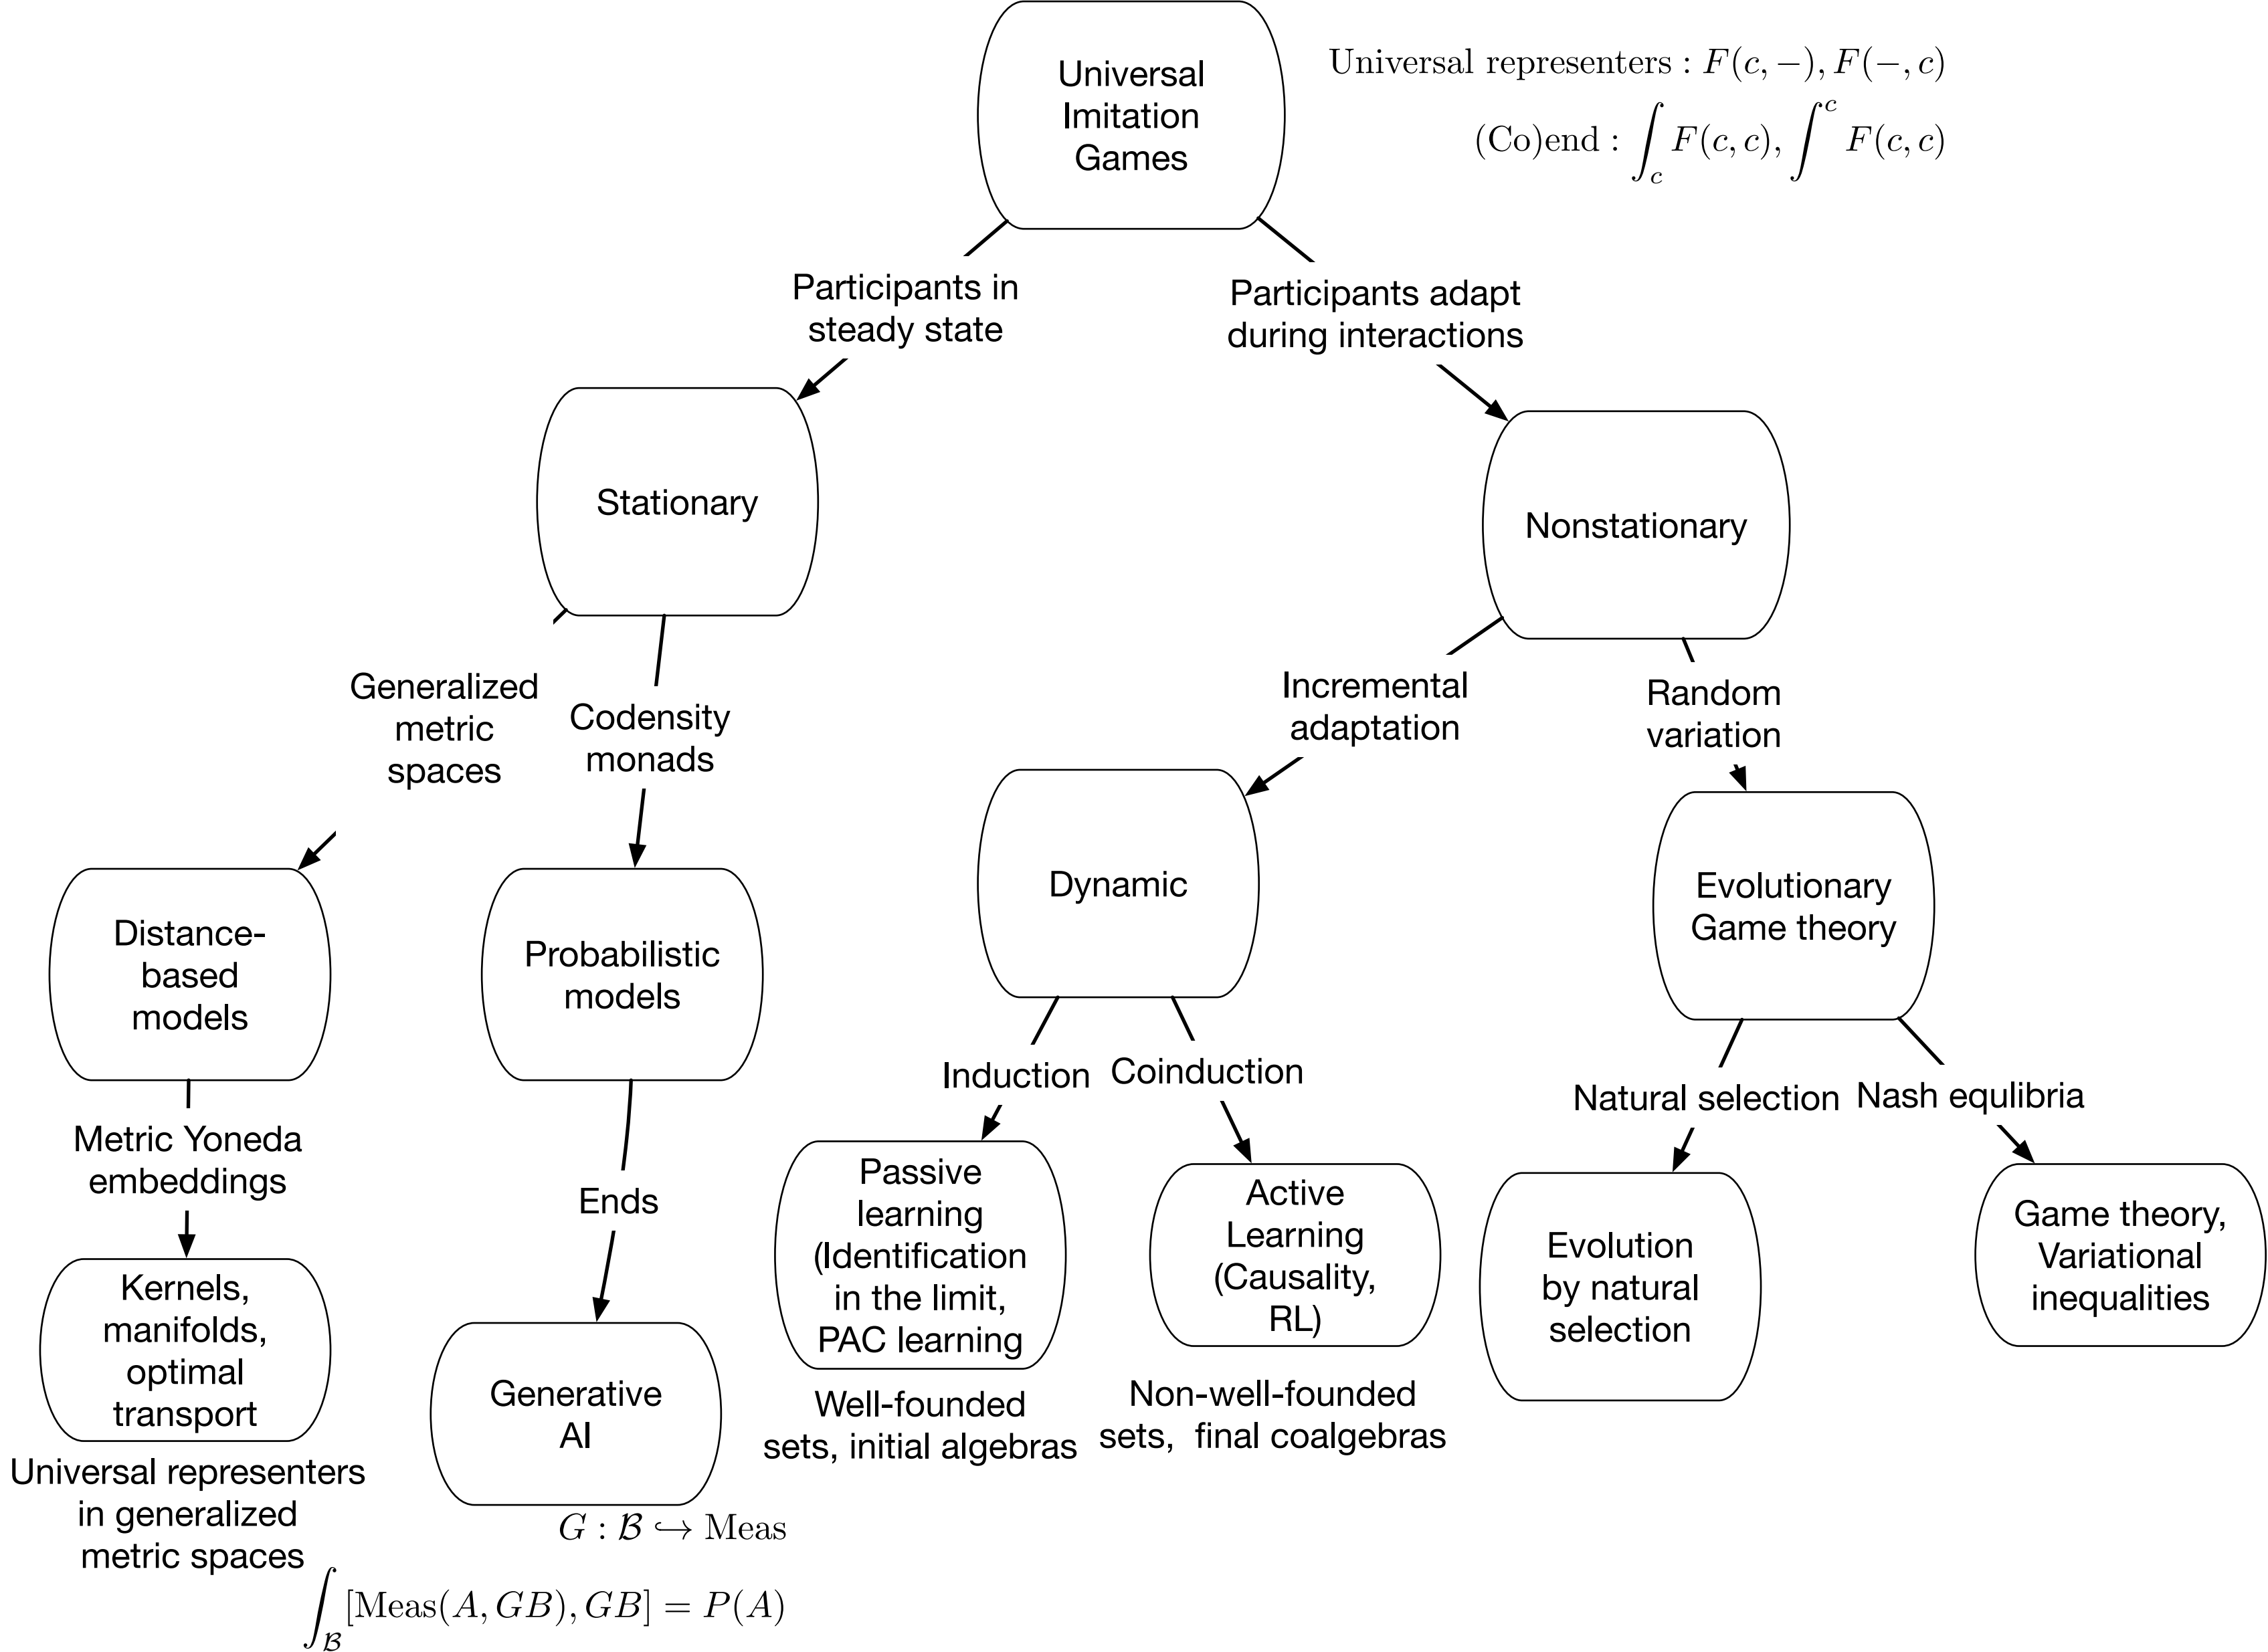 Universal
Imitation
Games
Universal representers : F(c, −), F(−, c)
(Co)end : ∫_c F(c, c), ∫^c F(c, c)
Participants in
steady state
Participants adapt
during interactions
Stationary
Nonstationary
Generalized
metric
spaces
Codensity
monads
Incremental
adaptation
Random
variation
Distance-
based
models
Probabilistic
models
Dynamic
Evolutionary
Game theory
Metric Yoneda
embeddings
Ends
Induction
Coinduction
Natural selection
Nash equlibria
Kernels,
manifolds,
optimal
transport
Universal representers
in generalized
metric spaces
Generative
AI
G : ℬ ↪ Meas
∫_ℬ [Meas(A, GB), GB] = P(A)
Passive
learning
(Identification
in the limit,
PAC learning
Well-founded
sets, initial algebras
Active
Learning
(Causality,
RL)
Non-well-founded
sets, final coalgebras
Evolution
by natural
selection
Game theory,
Variational
inequalities